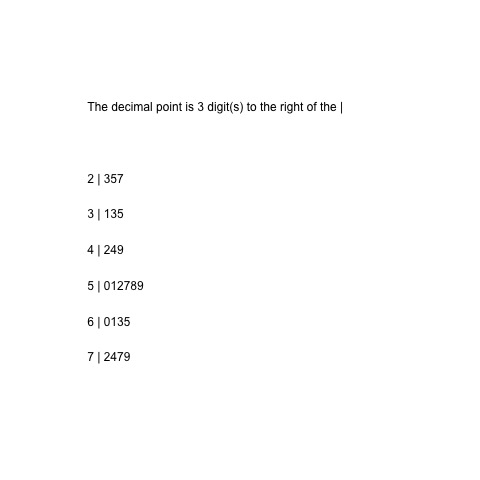 The decimal point is 3 digit(s) to the right of the |
2 | 357
3 | 135
4 | 249
5 | 012789
6 | 0135
7 | 2479